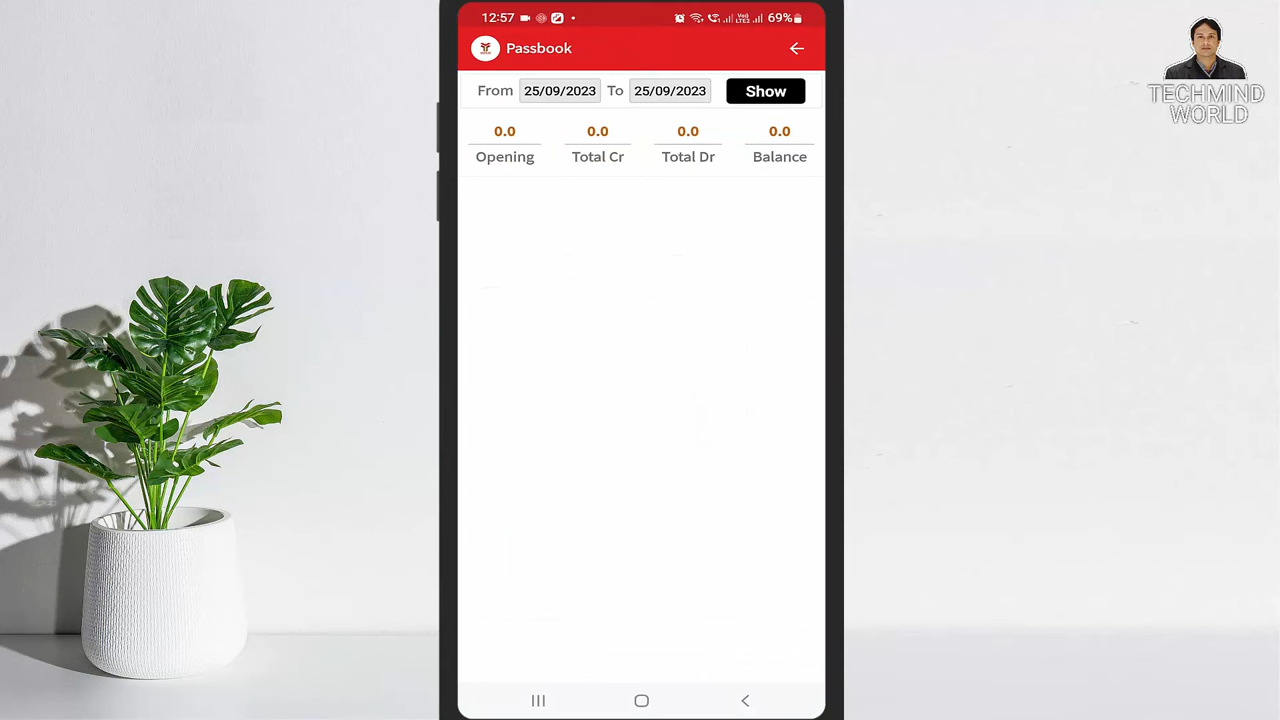 12:57 69%
Passbook
From 25/09/2023 To 25/09/2023 Show
0.0 0.0 0.0 0.0
Opening Total Cr Total Dr Balance
TECHMIND
WORLD